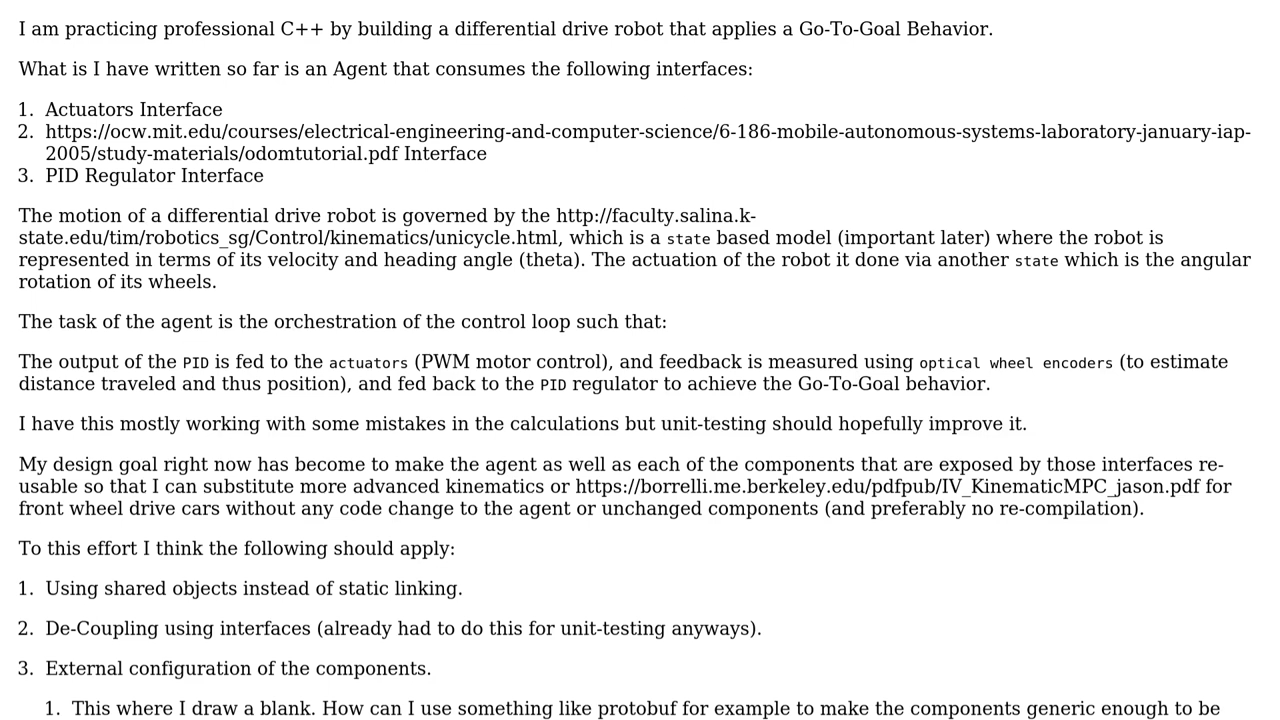 I am practicing professional C++ by building a differential drive robot that applies a Go-To-Goal Behavior.
What is I have written so far is an Agent that consumes the following interfaces:
1. Actuators Interface
2. https://ocw.mit.edu/courses/electrical-engineering-and-computer-science/6-186-mobile-autonomous-systems-laboratory-january-iap-
2005/study-materials/odomtutorial.pdf Interface
3. PID Regulator Interface
The motion of a differential drive robot is governed by the http://faculty.salina.k-
state.edu/tim/robotics_sg/Control/kinematics/unicycle.html, which is a state based model (important later) where the robot is
represented in terms of its velocity and heading angle (theta). The actuation of the robot it done via another state which is the angular
rotation of its wheels.
The task of the agent is the orchestration of the control loop such that:
The output of the PID is fed to the actuators (PWM motor control), and feedback is measured using optical wheel encoders (to estimate
distance traveled and thus position), and fed back to the PID regulator to achieve the Go-To-Goal behavior.
I have this mostly working with some mistakes in the calculations but unit-testing should hopefully improve it.
My design goal right now has become to make the agent as well as each of the components that are exposed by those interfaces re-
usable so that I can substitute more advanced kinematics or https://borrelli.me.berkeley.edu/pdfpub/IV_KinematicMPC_jason.pdf for
front wheel drive cars without any code change to the agent or unchanged components (and preferably no re-compilation).
To this effort I think the following should apply:
1. Using shared objects instead of static linking.
2. De-Coupling using interfaces (already had to do this for unit-testing anyways).
3. External configuration of the components.
1. This where I draw a blank. How can I use something like protobuf for example to make the components generic enough to be